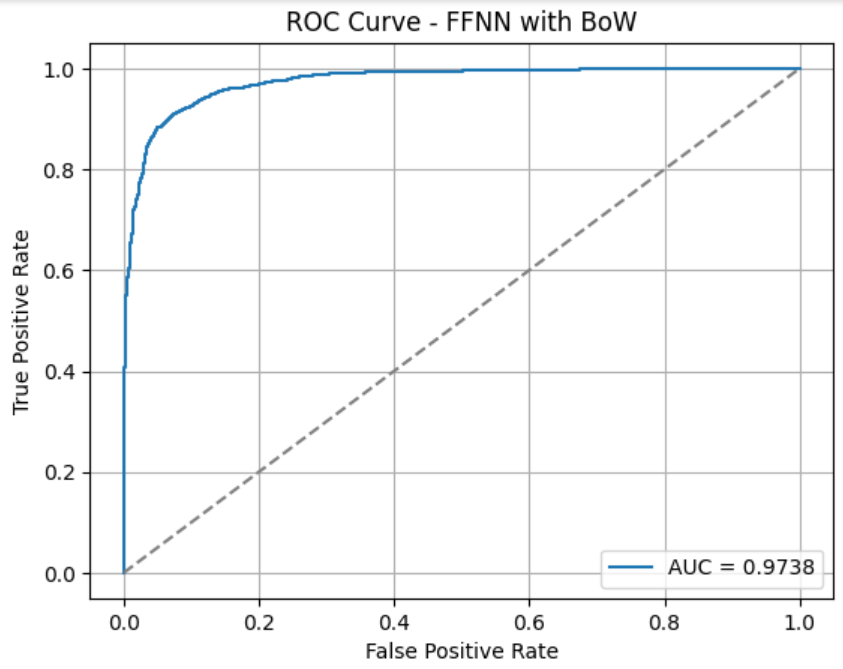 ROC Curve - FFNN with BoW
1.0
0.8
0.6
0.4
0.2
0.0
True Positive Rate
AUC = 0.9738
0.0 0.2 0.4 0.6 0.8 1.0
False Positive Rate